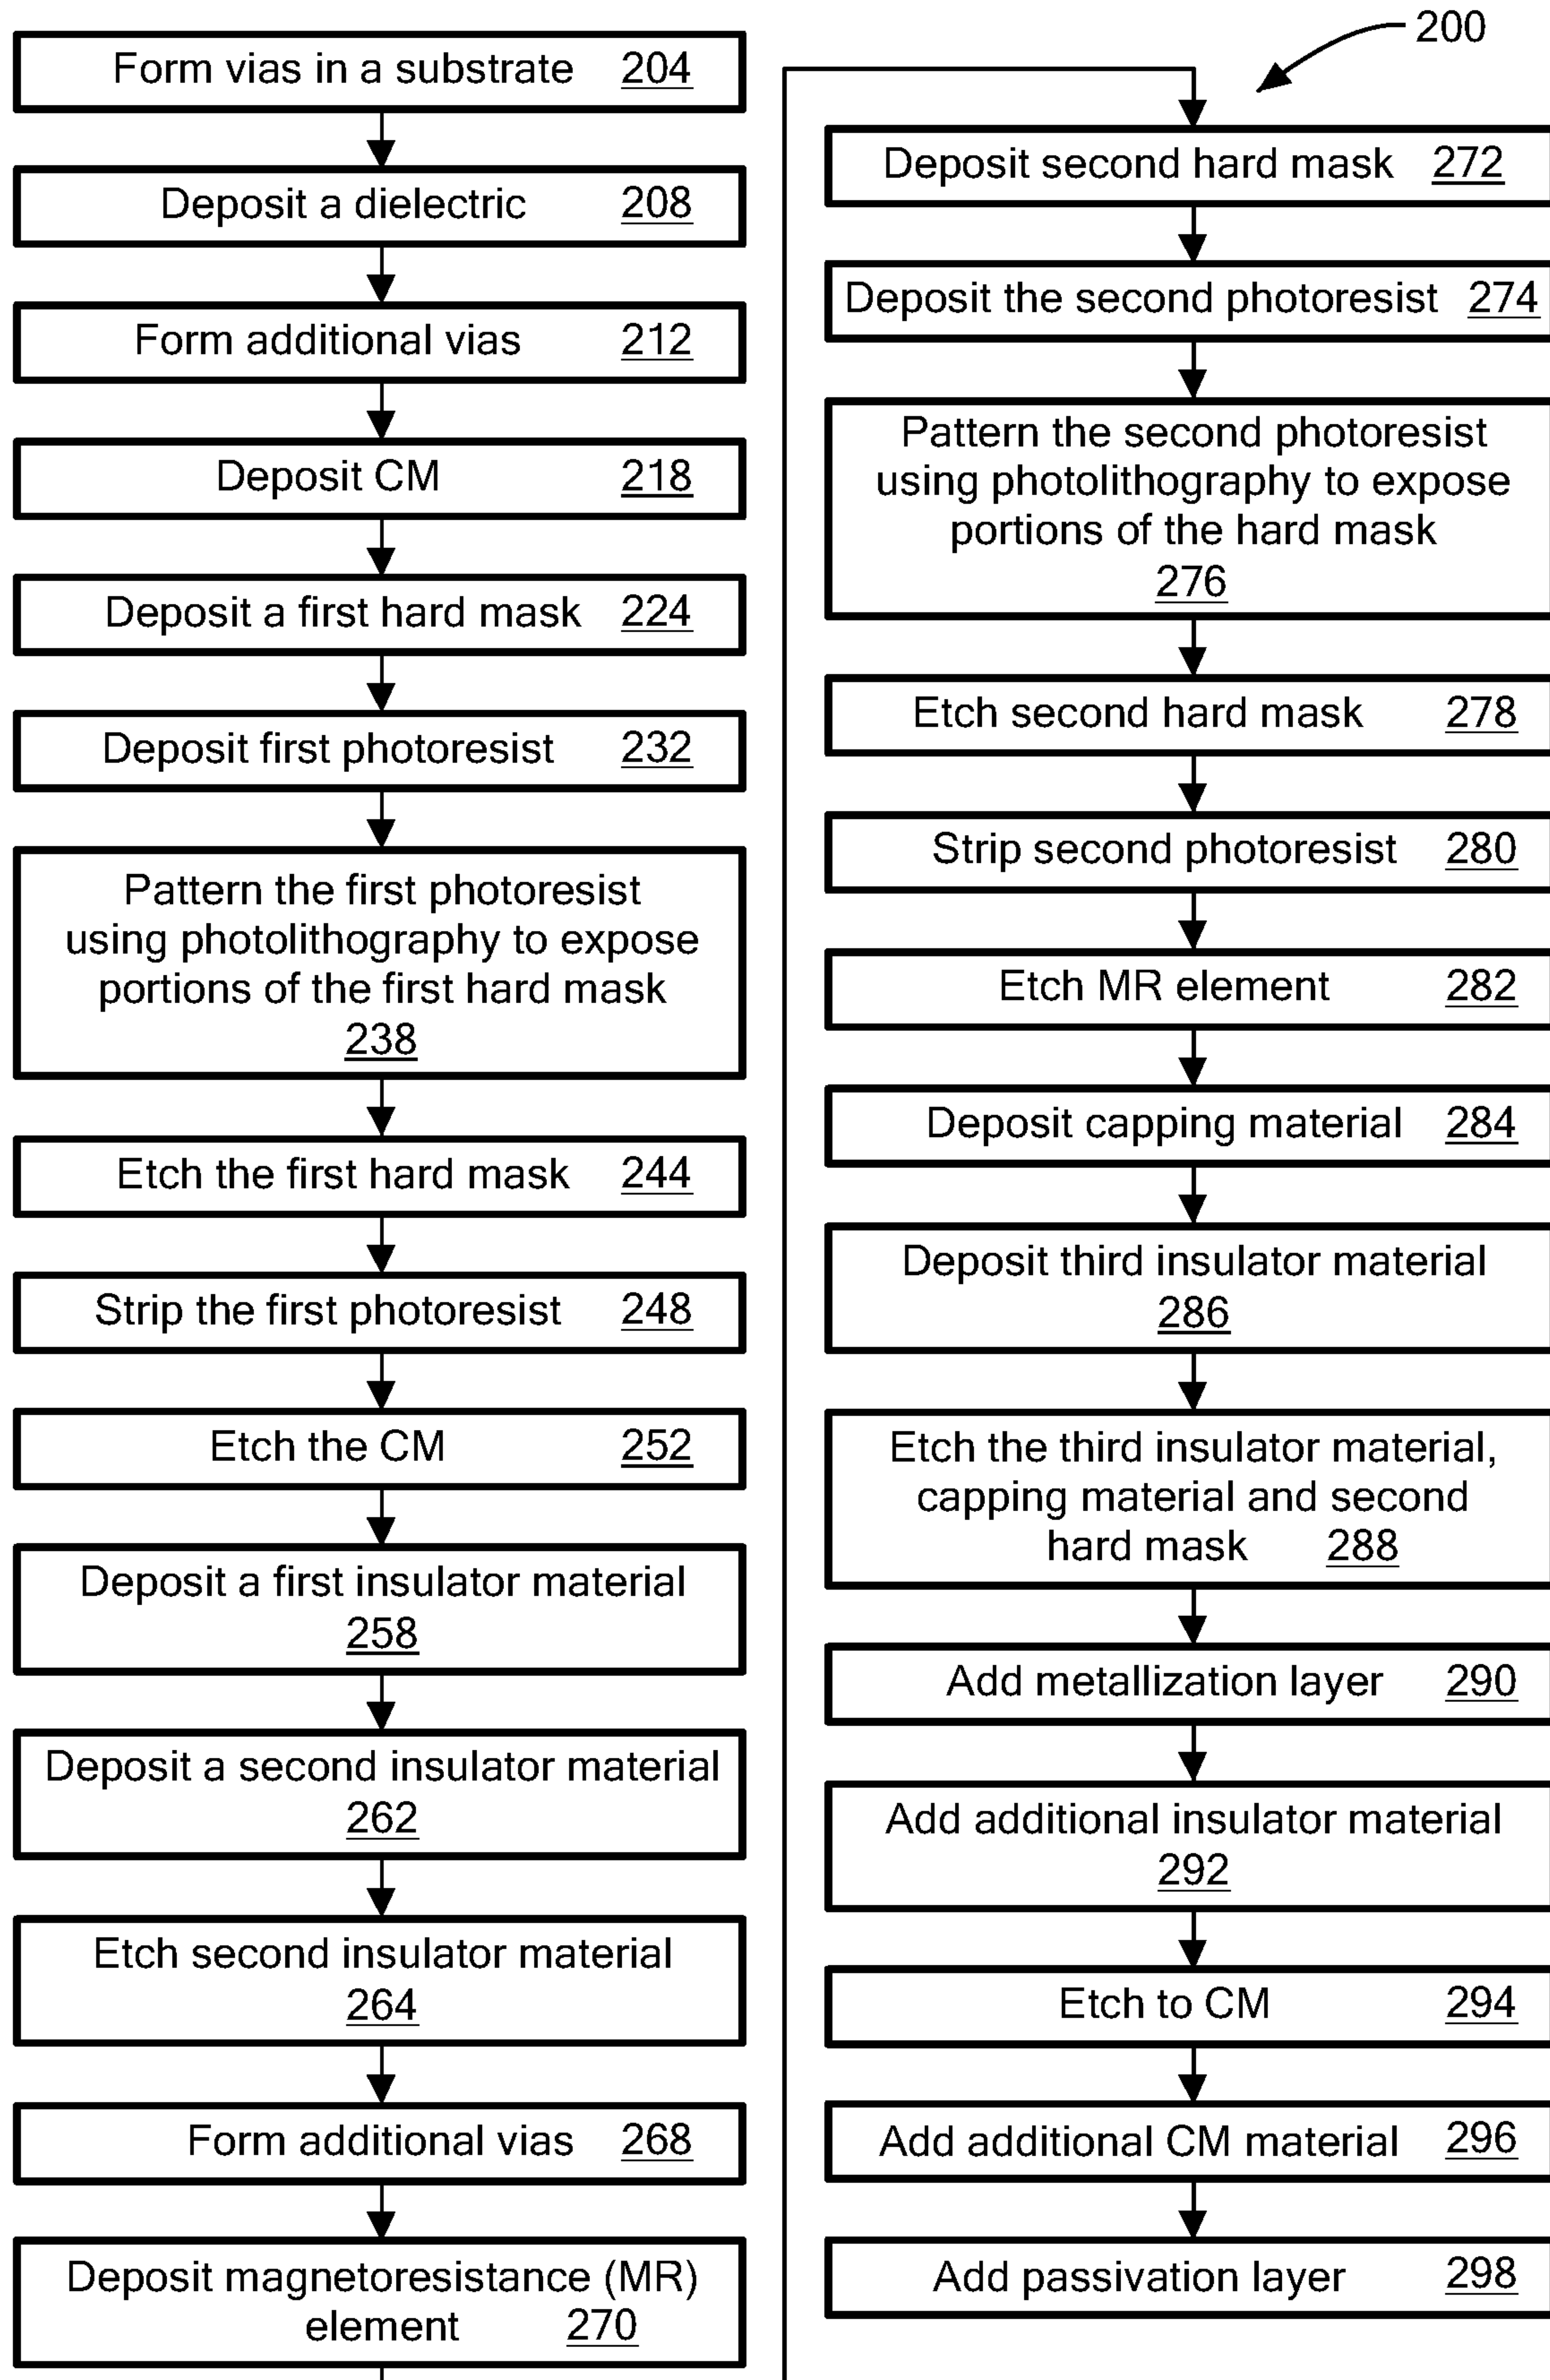 200
Form vias in a substrate 204
Deposit a dielectric 208
Form additional vias 212
Deposit CM 218
Deposit a first hard mask 224
Deposit first photoresist 232
Pattern the first photoresist
using photolithography to expose
portions of the first hard mask
238
Etch the first hard mask 244
Strip the first photoresist 248
Etch the CM 252
Deposit a first insulator material
258
Deposit a second insulator material
262
Etch second insulator material
264
Form additional vias 268
Deposit magnetoresistance (MR)
element 270
Deposit second hard mask 272
Deposit the second photoresist 274
Pattern the second photoresist
using photolithography to expose
portions of the hard mask
276
Etch second hard mask 278
Strip second photoresist 280
Etch MR element 282
Deposit capping material 284
Deposit third insulator material
286
Etch the third insulator material,
capping material and second
hard mask 288
Add metallization layer 290
Add additional insulator material
292
Etch to CM 294
Add additional CM material 296
Add passivation layer 298